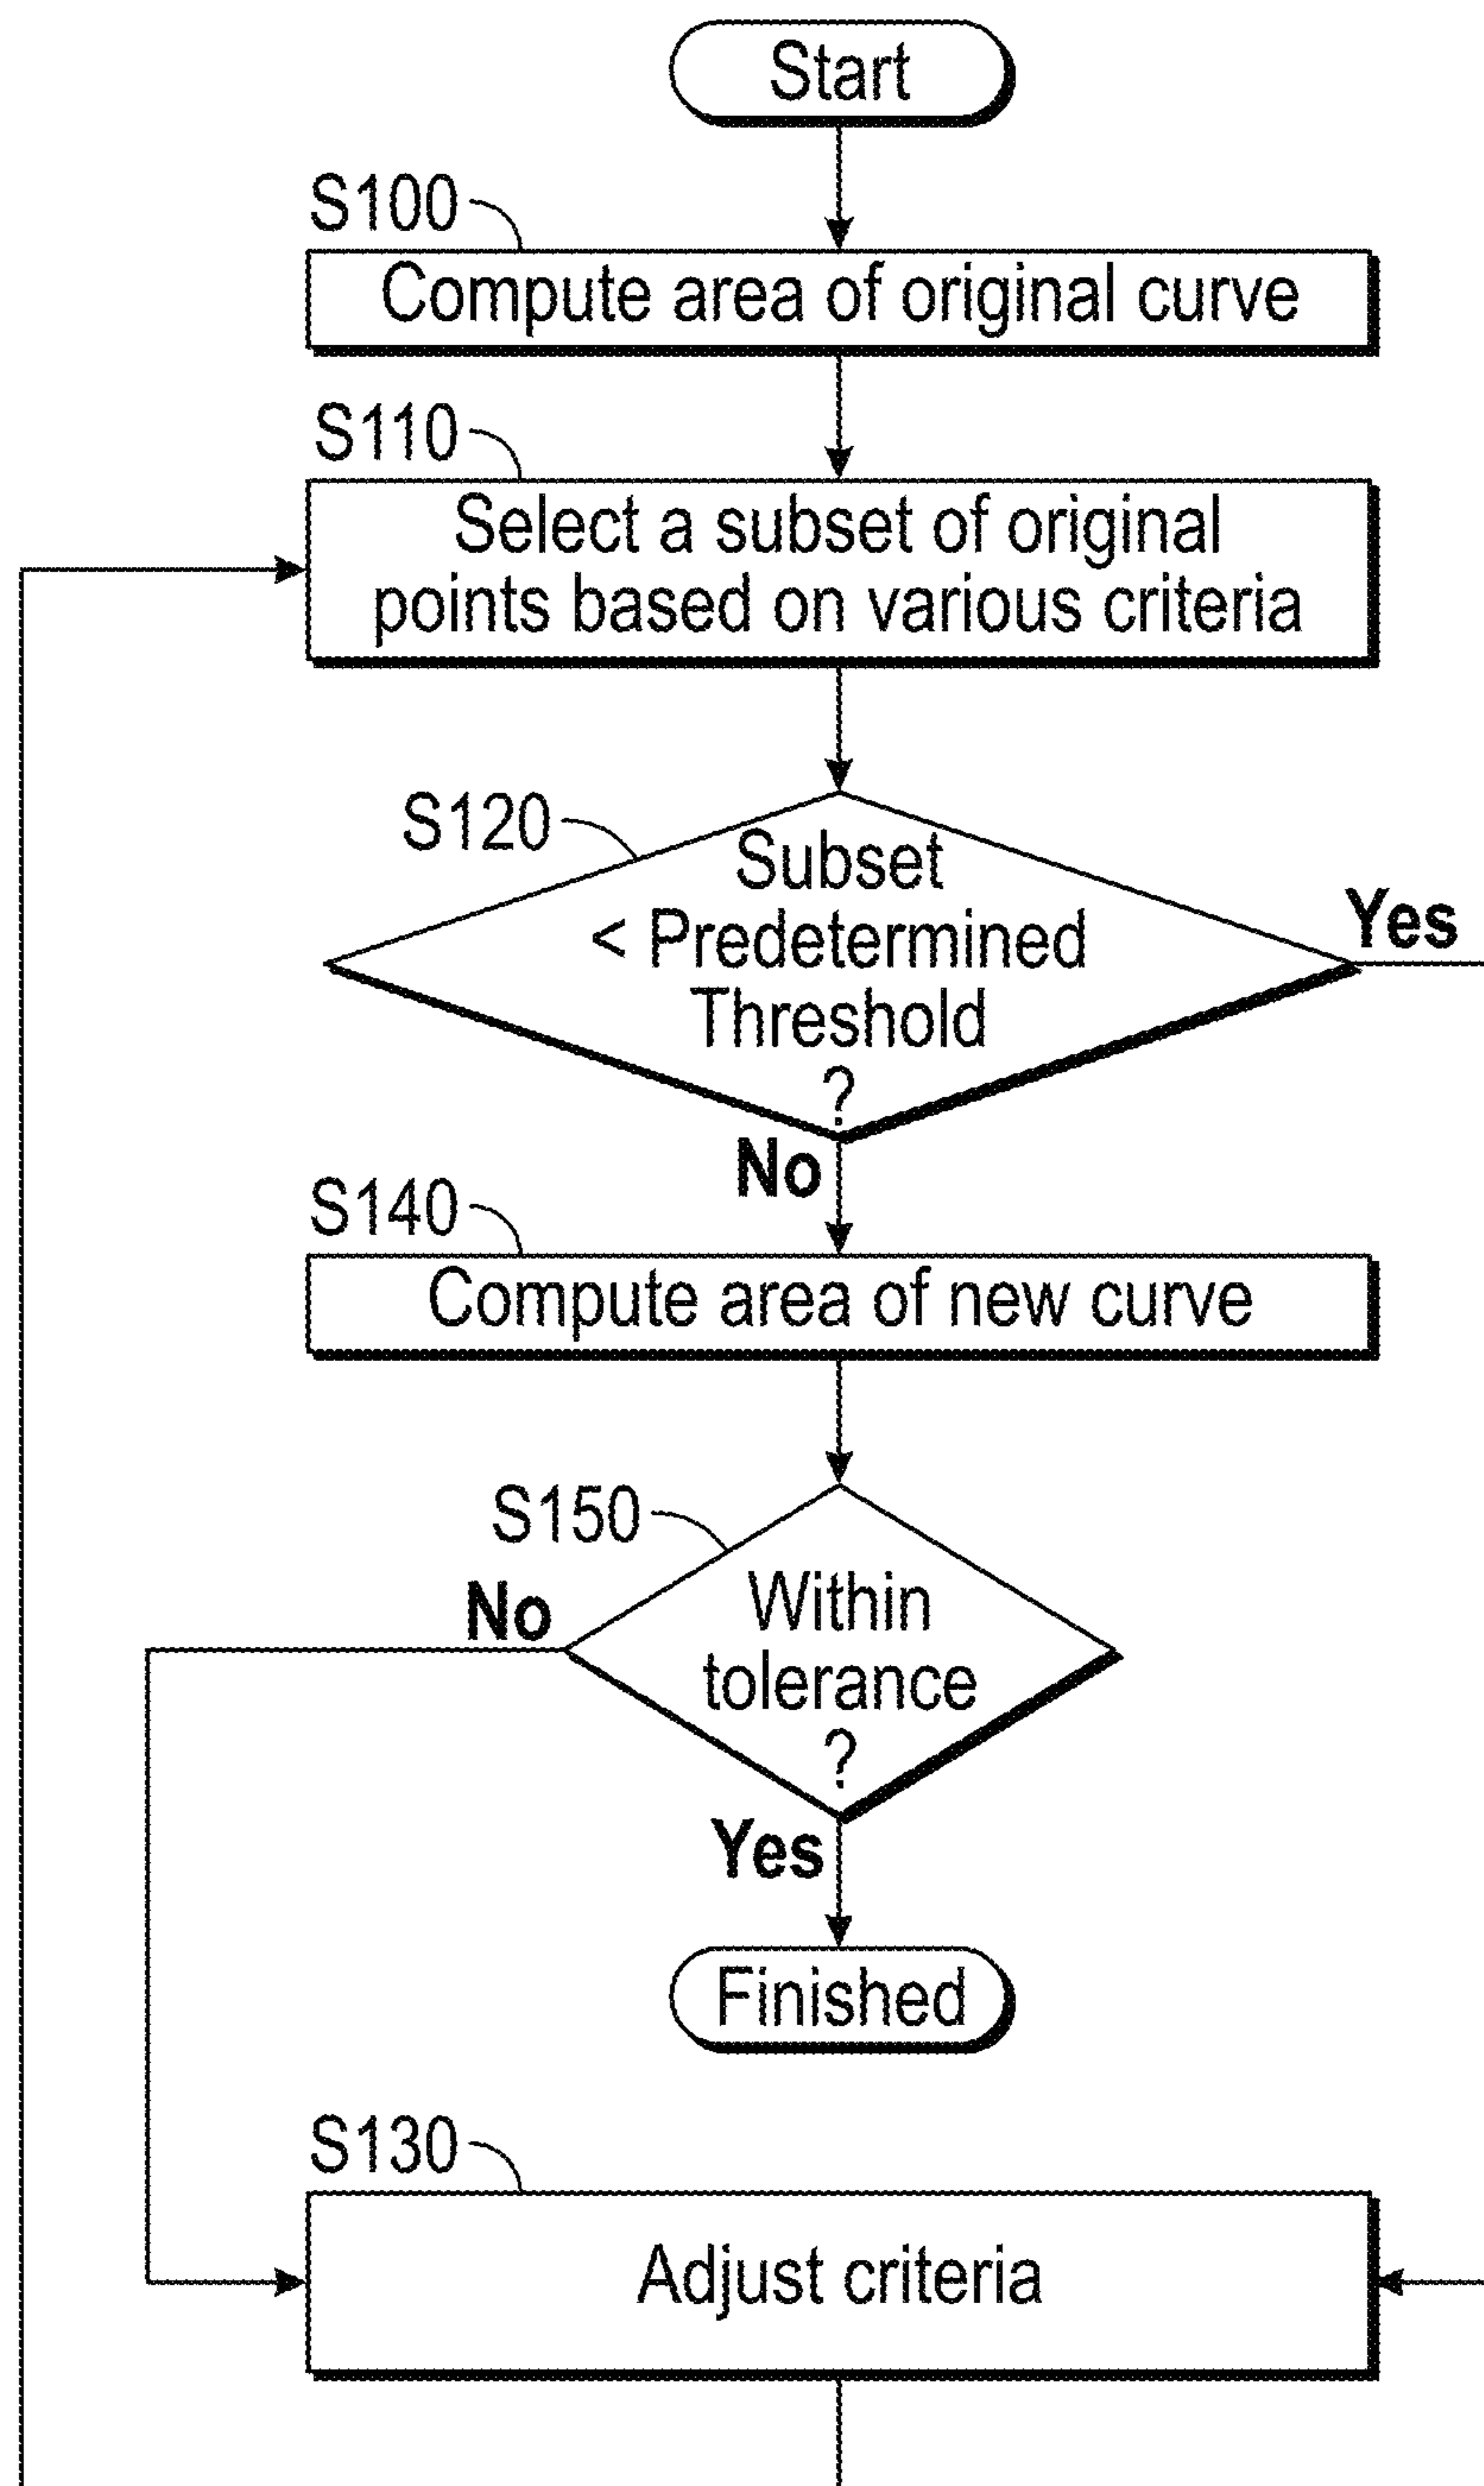 Start
S100
Compute area of original curve
S110
Select a subset of original
points based on various criteria
S120
Subset
< Predetermined
Threshold
?
Yes
No
S140
Compute area of new curve
S150
Within
tolerance
?
No
Yes
Finished
S130
Adjust criteria